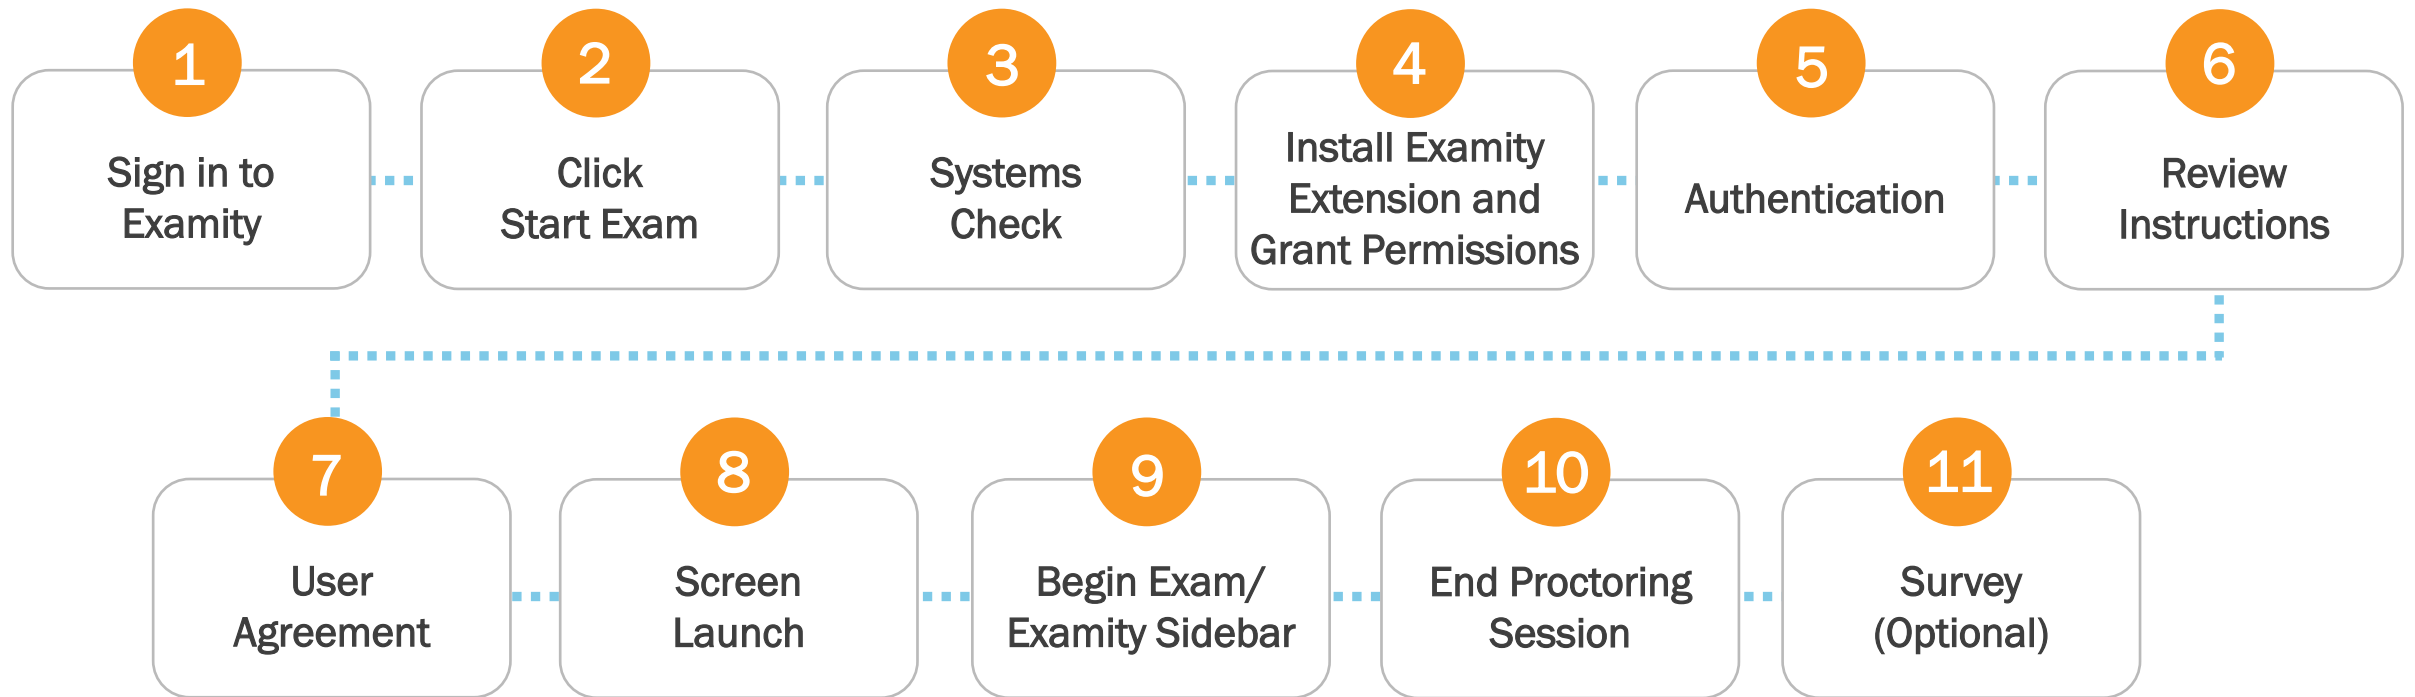 1
Sign in to
Examity
2
Click
Start Exam
3
Systems
Check
4
Install Examity
Extension and
Grant Permissions
5
Authentication
6
Review
Instructions
7
User
Agreement
8
Screen
Launch
9
Begin Exam/
Examity Sidebar
10
End Proctoring
Session
11
Survey
(Optional)